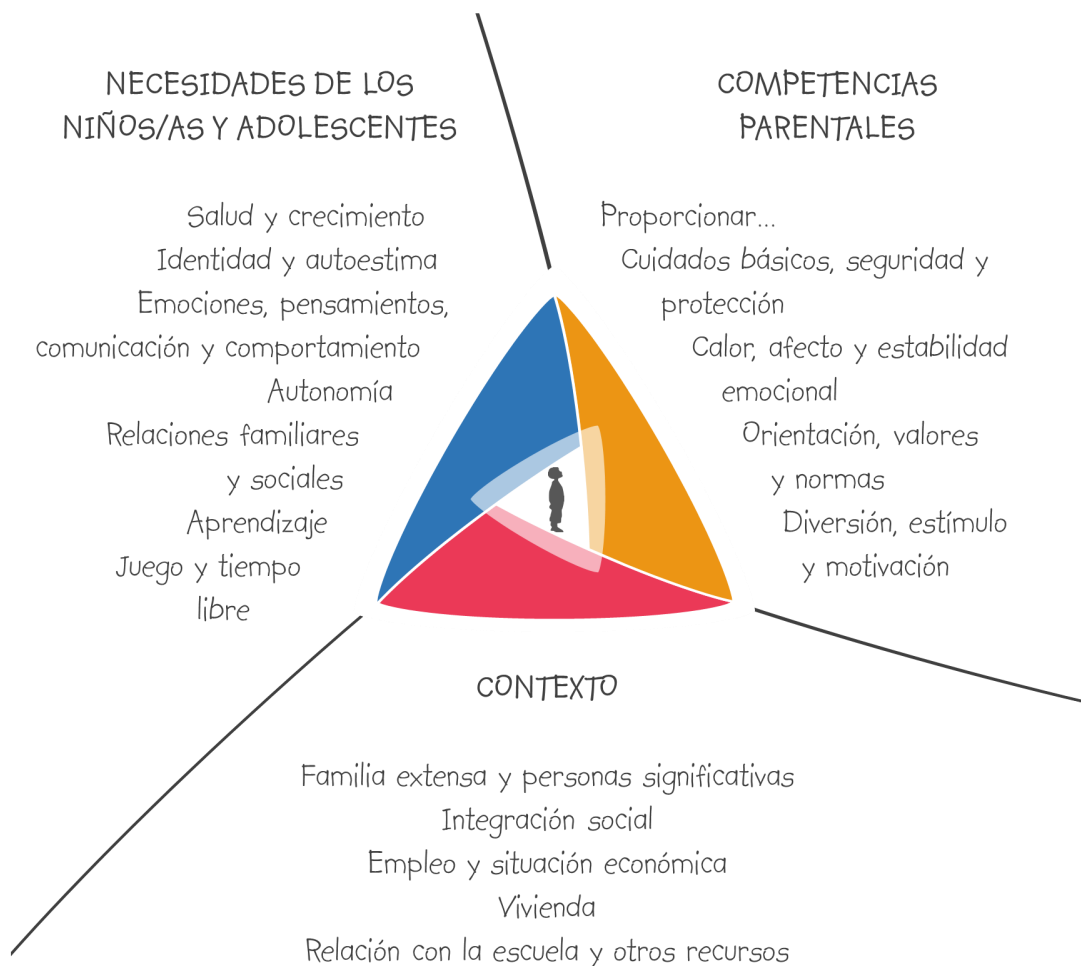 NECESIDADES DE LOS
NIÑOS/AS Y ADOLESCENTES
Salud y crecimiento
Identidad y autoestima
Emociones, pensamientos,
comunicación y comportamiento
Autonomía
Relaciones familiares
y sociales
Aprendizaje
Juego y tiempo
libre
COMPETENCIAS
PARENTALES
Proporcionar...
Cuidados básicos, seguridad y
protección
Calor, afecto y estabilidad
emocional
Orientación, valores
y normas
Diversión, estímulo
y motivación
CONTEXTO
Familia extensa y personas significativas
Integración social
Empleo y situación económica
Vivienda
Relación con la escuela y otros recursos